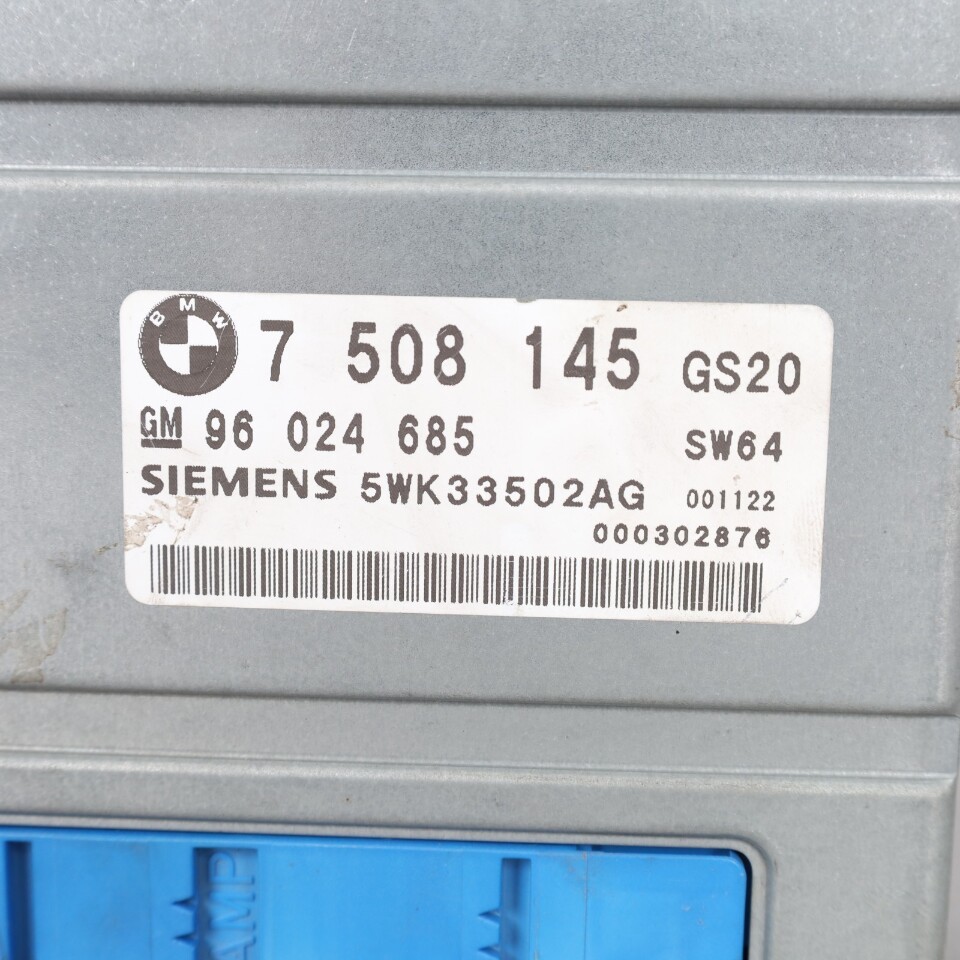 BMW 7 508 145 GS20
GM 96 024 685 SW64
SIEMENS 5WK33502AG 001122
000302876
AMP